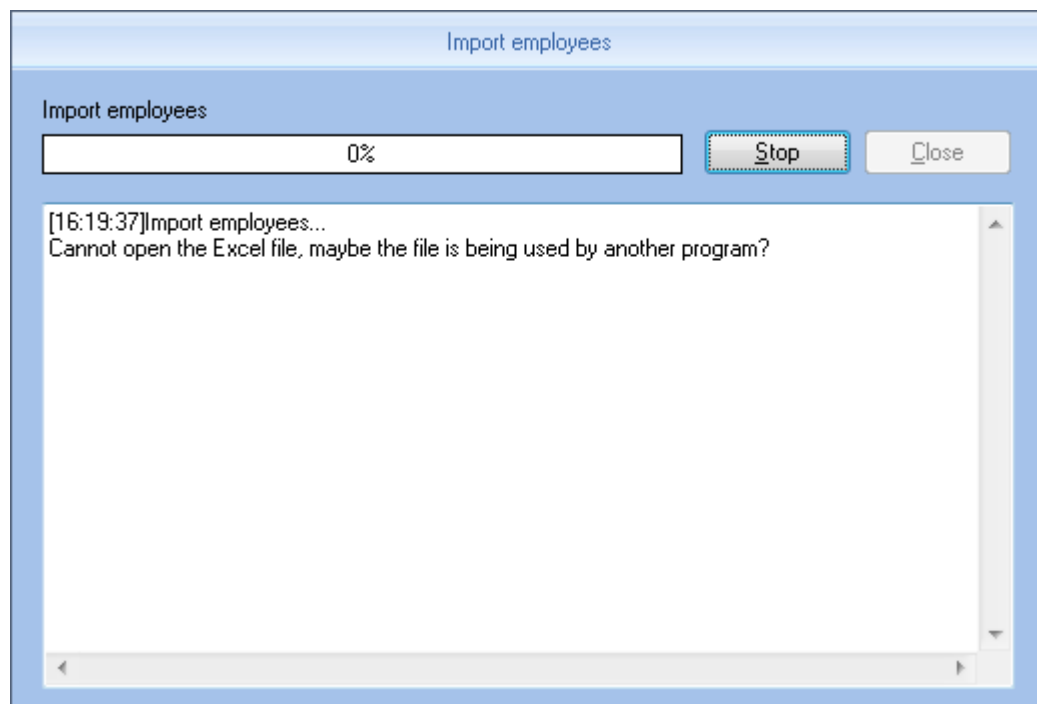 Import employees
Import employees
0%
Stop
Close
[16:19:37]Import employees...
Cannot open the Excel file, maybe the file is being used by another program?